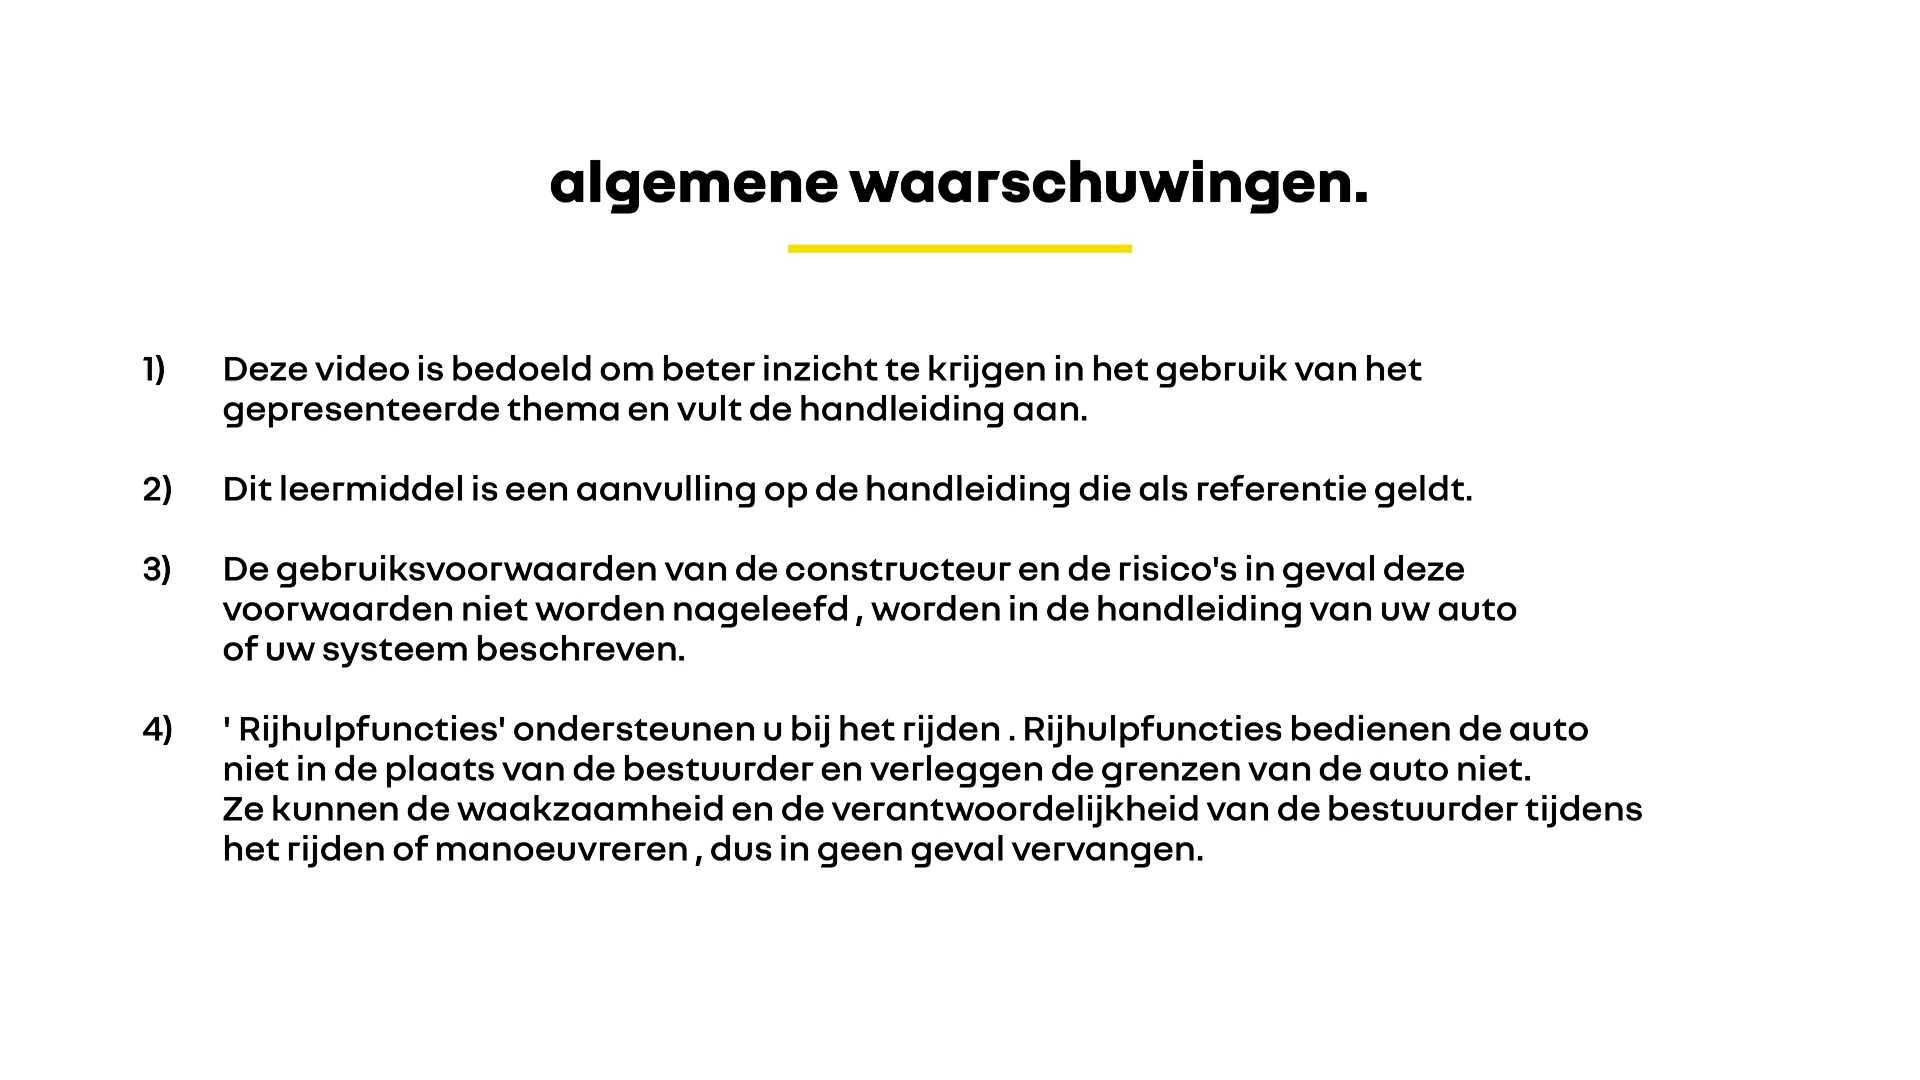 algemene waarschuwingen.
1) Deze video is bedoeld om beter inzicht te krijgen in het gebruik van het
gepresenteerde thema en vult de handleiding aan.
2) Dit leermiddel is een aanvulling op de handleiding die als referentie geldt.
3) De gebruiksvoorwaarden van de constructeur en de risico's in geval deze
voorwaarden niet worden nageleefd , worden in de handleiding van uw auto
of uw systeem beschreven.
4) ' Rijhulpfuncties' ondersteunen u bij het rijden . Rijhulpfuncties bedienen de auto
niet in de plaats van de bestuurder en verleggen de grenzen van de auto niet.
Ze kunnen de waakzaamheid en de verantwoordelijkheid van de bestuurder tijdens
het rijden of manoeuvreren , dus in geen geval vervangen.